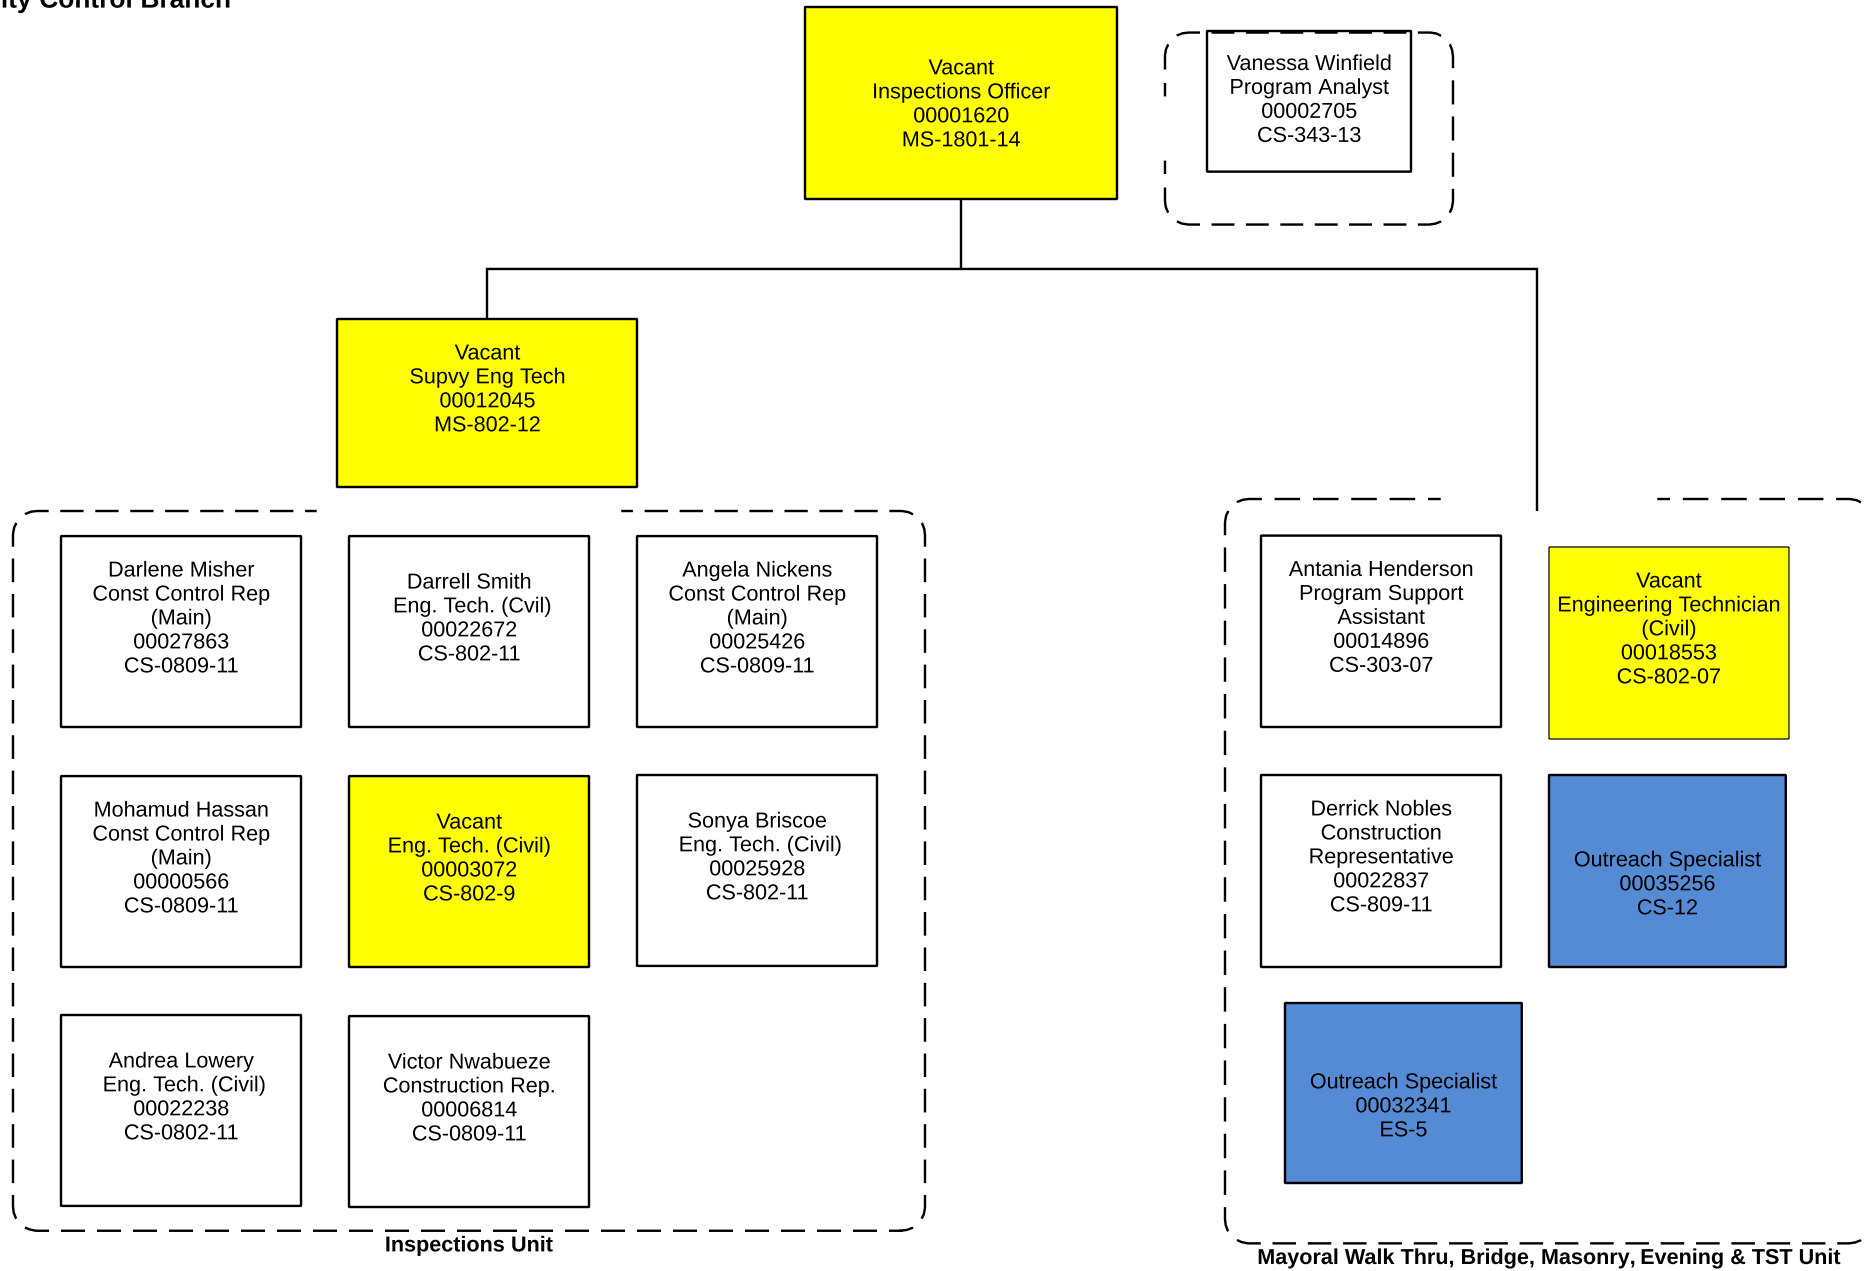 ity Control Branch
Vacant
Inspections Officer
00001620
MS-1801-14
Vanessa Winfield
Program Analyst
00002705
CS-343-13
Vacant
Supvy Eng Tech
00012045
MS-802-12
Darlene Misher
Const Control Rep
(Main)
00027863
CS-0809-11
Darrell Smith
Eng. Tech. (Cvil)
00022672
CS-802-11
Angela Nickens
Const Control Rep
(Main)
00025426
CS-0809-11
Mohamud Hassan
Const Control Rep
(Main)
00000566
CS-0809-11
Vacant
Eng. Tech. (Civil)
00003072
CS-802-9
Sonya Briscoe
Eng. Tech. (Civil)
00025928
CS-802-11
Andrea Lowery
Eng. Tech. (Civil)
00022238
CS-0802-11
Victor Nwabueze
Construction Rep.
00006814
CS-0809-11
Inspections Unit
Antania Henderson
Program Support
Assistant
00014896
CS-303-07
Vacant
Engineering Technician
(Civil)
00018553
CS-802-07
Derrick Nobles
Construction
Representative
00022837
CS-809-11
Outreach Specialist
00035256
CS-12
Outreach Specialist
00032341
ES-5
Mayoral Walk Thru, Bridge, Masonry, Evening & TST Unit